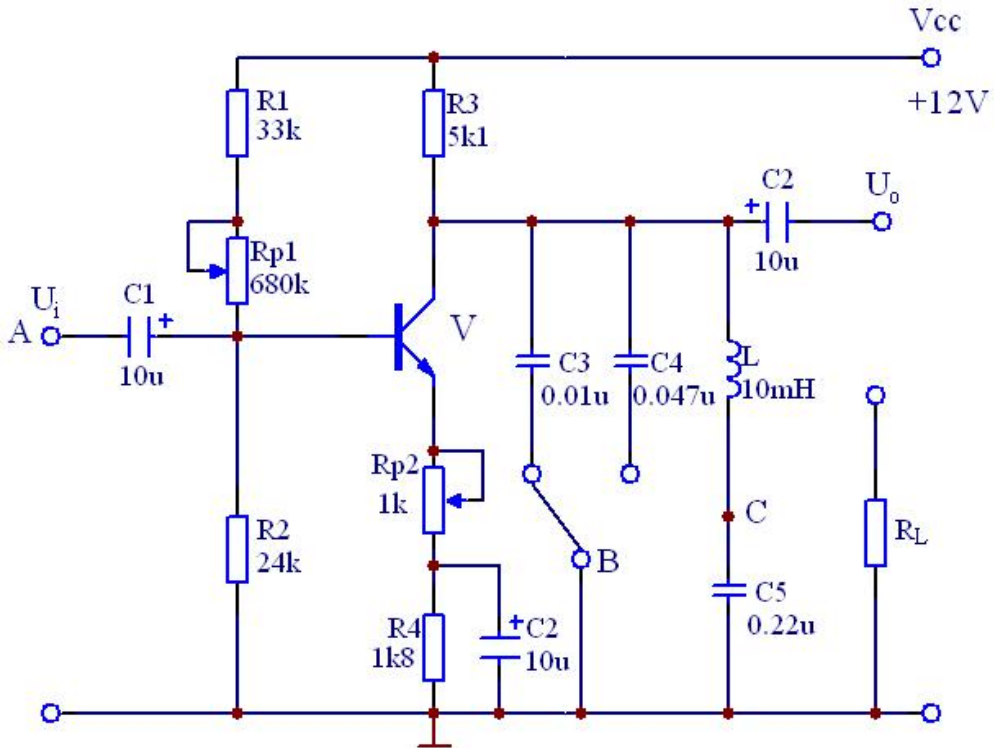 Vcc
+12V
R1
33k
R3
5k1
C2
Uo
10u
Rp1
680k
Ui
C1
A
10u
V
C3
0.01u
C4
0.047u
L
10mH
Rp2
1k
B
C
RL
R2
24k
C5
0.22u
R4
1k8
C2
10u
+
+
+